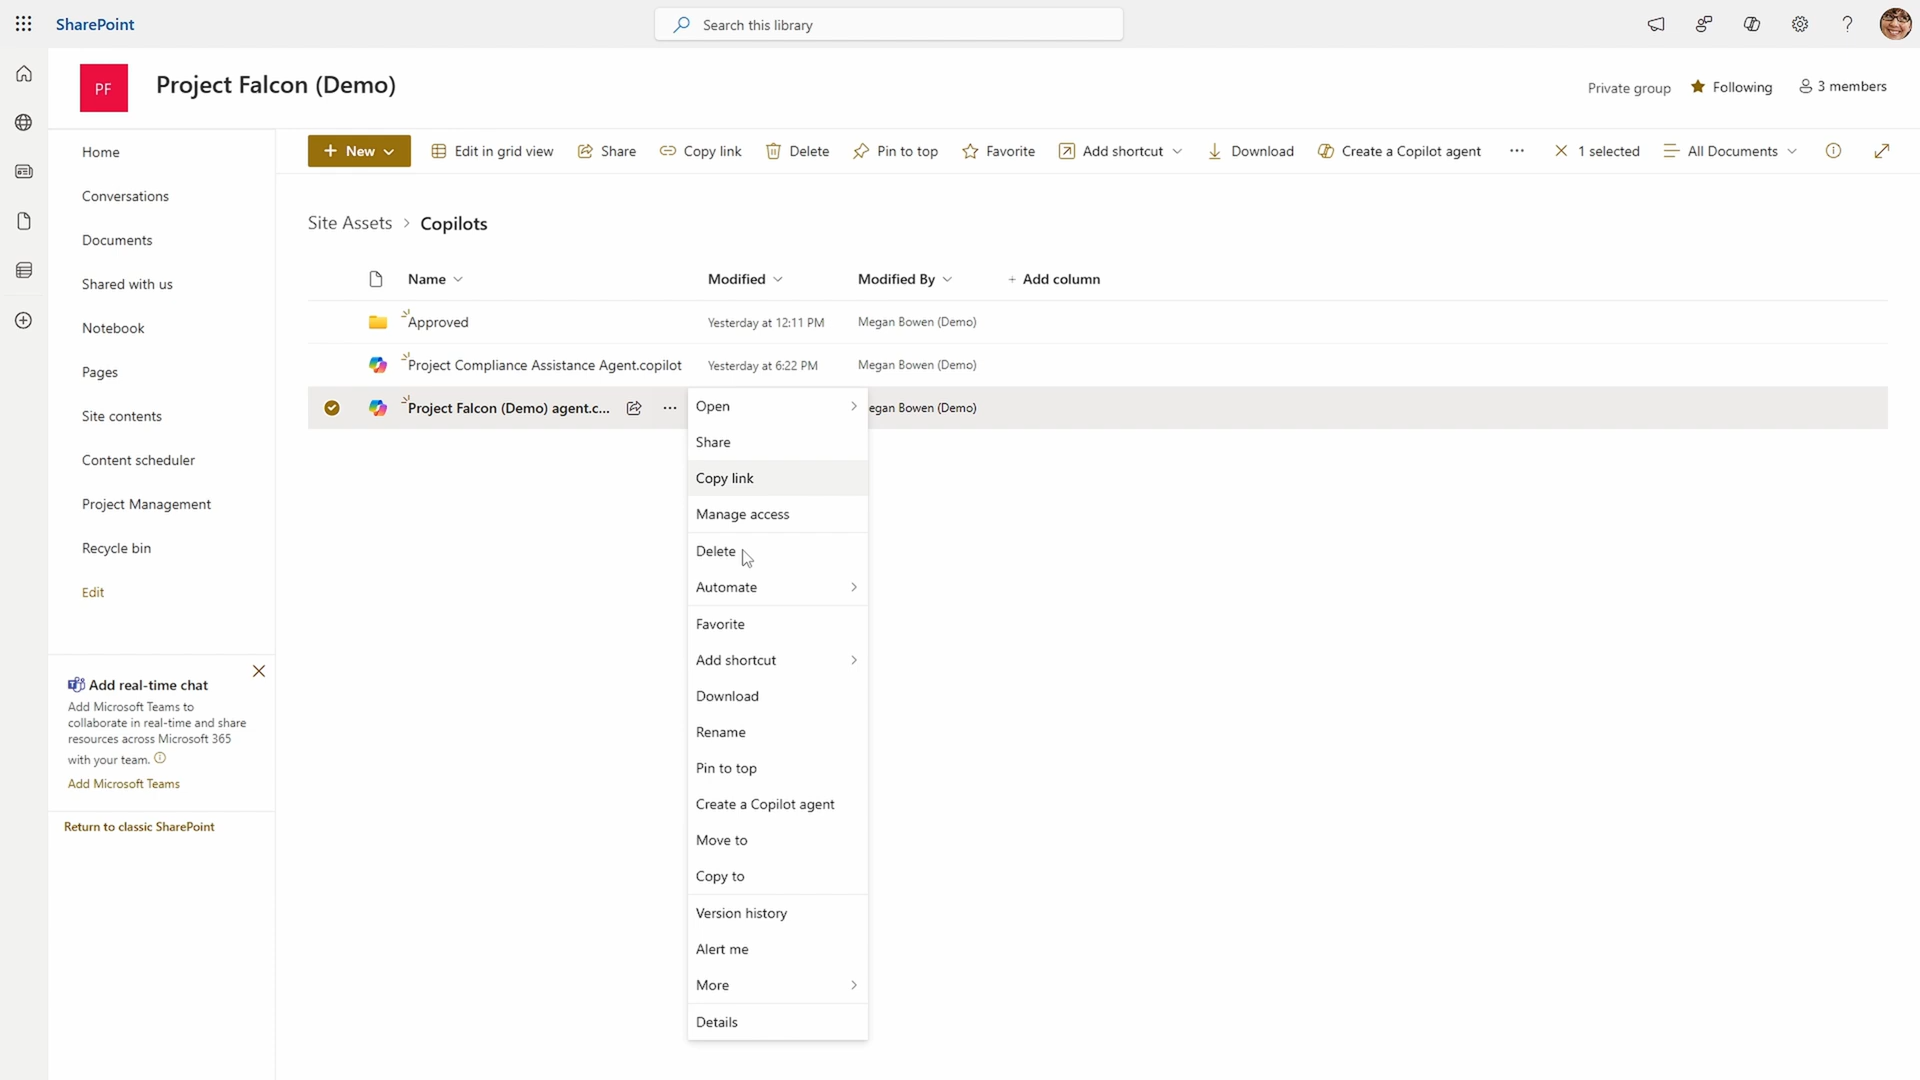 SharePoint
Search this library
PF
Project Falcon (Demo)
Private group
Following
3 members
Home
Conversations
Documents
Shared with us
Notebook
Pages
Site contents
Content scheduler
Project Management
Recycle bin
Edit
Add real-time chat
Add Microsoft Teams to
collaborate in real-time and share
resources across Microsoft 365
with your team.
Add Microsoft Teams
Return to classic SharePoint
+ New
Edit in grid view
Share
Copy link
Delete
Pin to top
Favorite
Add shortcut
Download
Create a Copilot agent
1 selected
All Documents
Site Assets > Copilots
Name
Modified
Modified By
+ Add column
Approved
Yesterday at 12:11 PM
Megan Bowen (Demo)
Project Compliance Assistance Agent.copilot
Yesterday at 6:22 PM
Megan Bowen (Demo)
Project Falcon (Demo) agent.c...
egan Bowen (Demo)
Open
Share
Copy link
Manage access
Delete
Automate
Favorite
Add shortcut
Download
Rename
Pin to top
Create a Copilot agent
Move to
Copy to
Version history
Alert me
More
Details